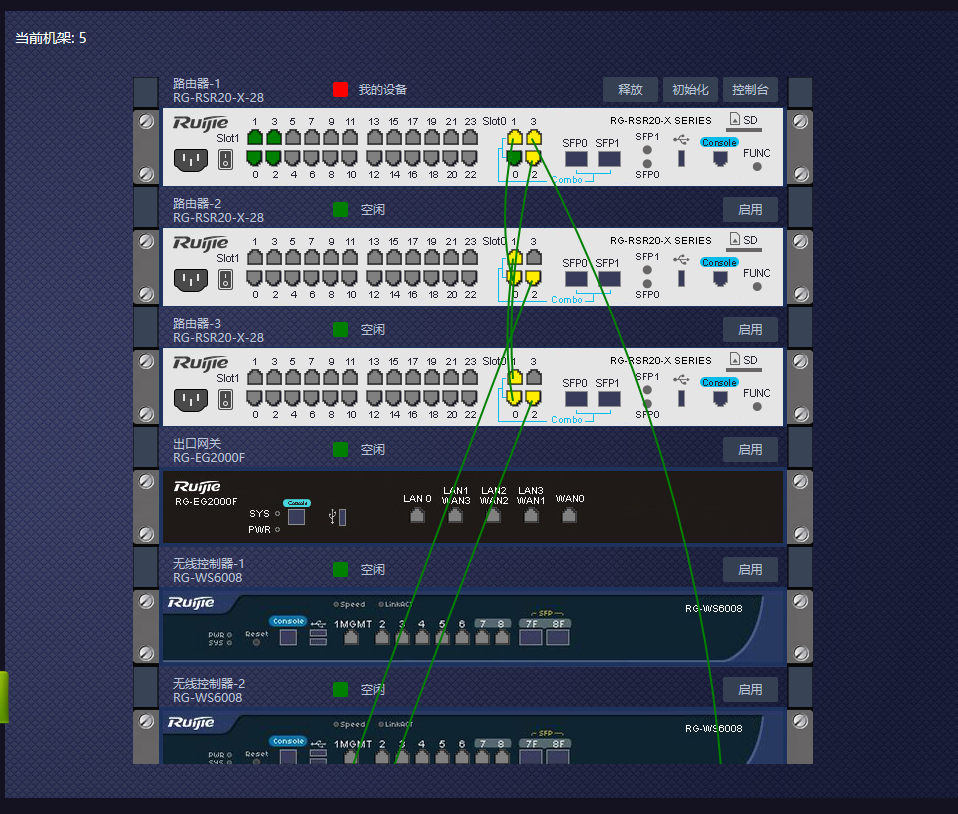 当前机架: 5
路由器-1
RG-RSR20-X-28
我的设备
释放 初始化 控制台
Ruijie
1 3 5 7 9 11 13 15 17 19 21 23 Slot0 1 3
RG-RSR20-X SERIES SD
Slot1
SFP0 SFP1 SFP1 Console
FUNC
0 2 4 6 8 10 12 14 16 18 20 22 0 2 SFP0
Combo
路由器-2
RG-RSR20-X-28
空闲
启用
Ruijie
1 3 5 7 9 11 13 15 17 19 21 23 Slot0 1 3
RG-RSR20-X SERIES SD
Slot1
SFP0 SFP1 SFP1 Console
FUNC
0 2 4 6 8 10 12 14 16 18 20 22 0 2 SFP0
Combo
路由器-3
RG-RSR20-X-28
空闲
启用
Ruijie
1 3 5 7 9 11 13 15 17 19 21 23 Slot0 1 3
RG-RSR20-X SERIES SD
Slot1
SFP0 SFP1 SFP1 Console
FUNC
0 2 4 6 8 10 12 14 16 18 20 22 0 2 SFP0
Combo
出口网关
RG-EG2000F
空闲
启用
Ruijie
RG-EG2000F
Console
SYS
PWR
LAN1 LAN2 LAN3
LAN 0 WAN3 WAN2 WAN1 WAN0
无线控制器-1
RG-WS6008
空闲
启用
Ruijie
Speed Link/ACT
RG-WS6008
SFP
Console
1MGMT 2 3 4 5 6 7 8 7F 8F
PWR
SYS
Reset
无线控制器-2
RG-WS6008
空闲
启用
Ruijie
Speed Link/ACT
RG-WS6008
SFP
Console
1MGMT 2 3 4 5 6 7 8 7F 8F
PWR
SYS
Reset